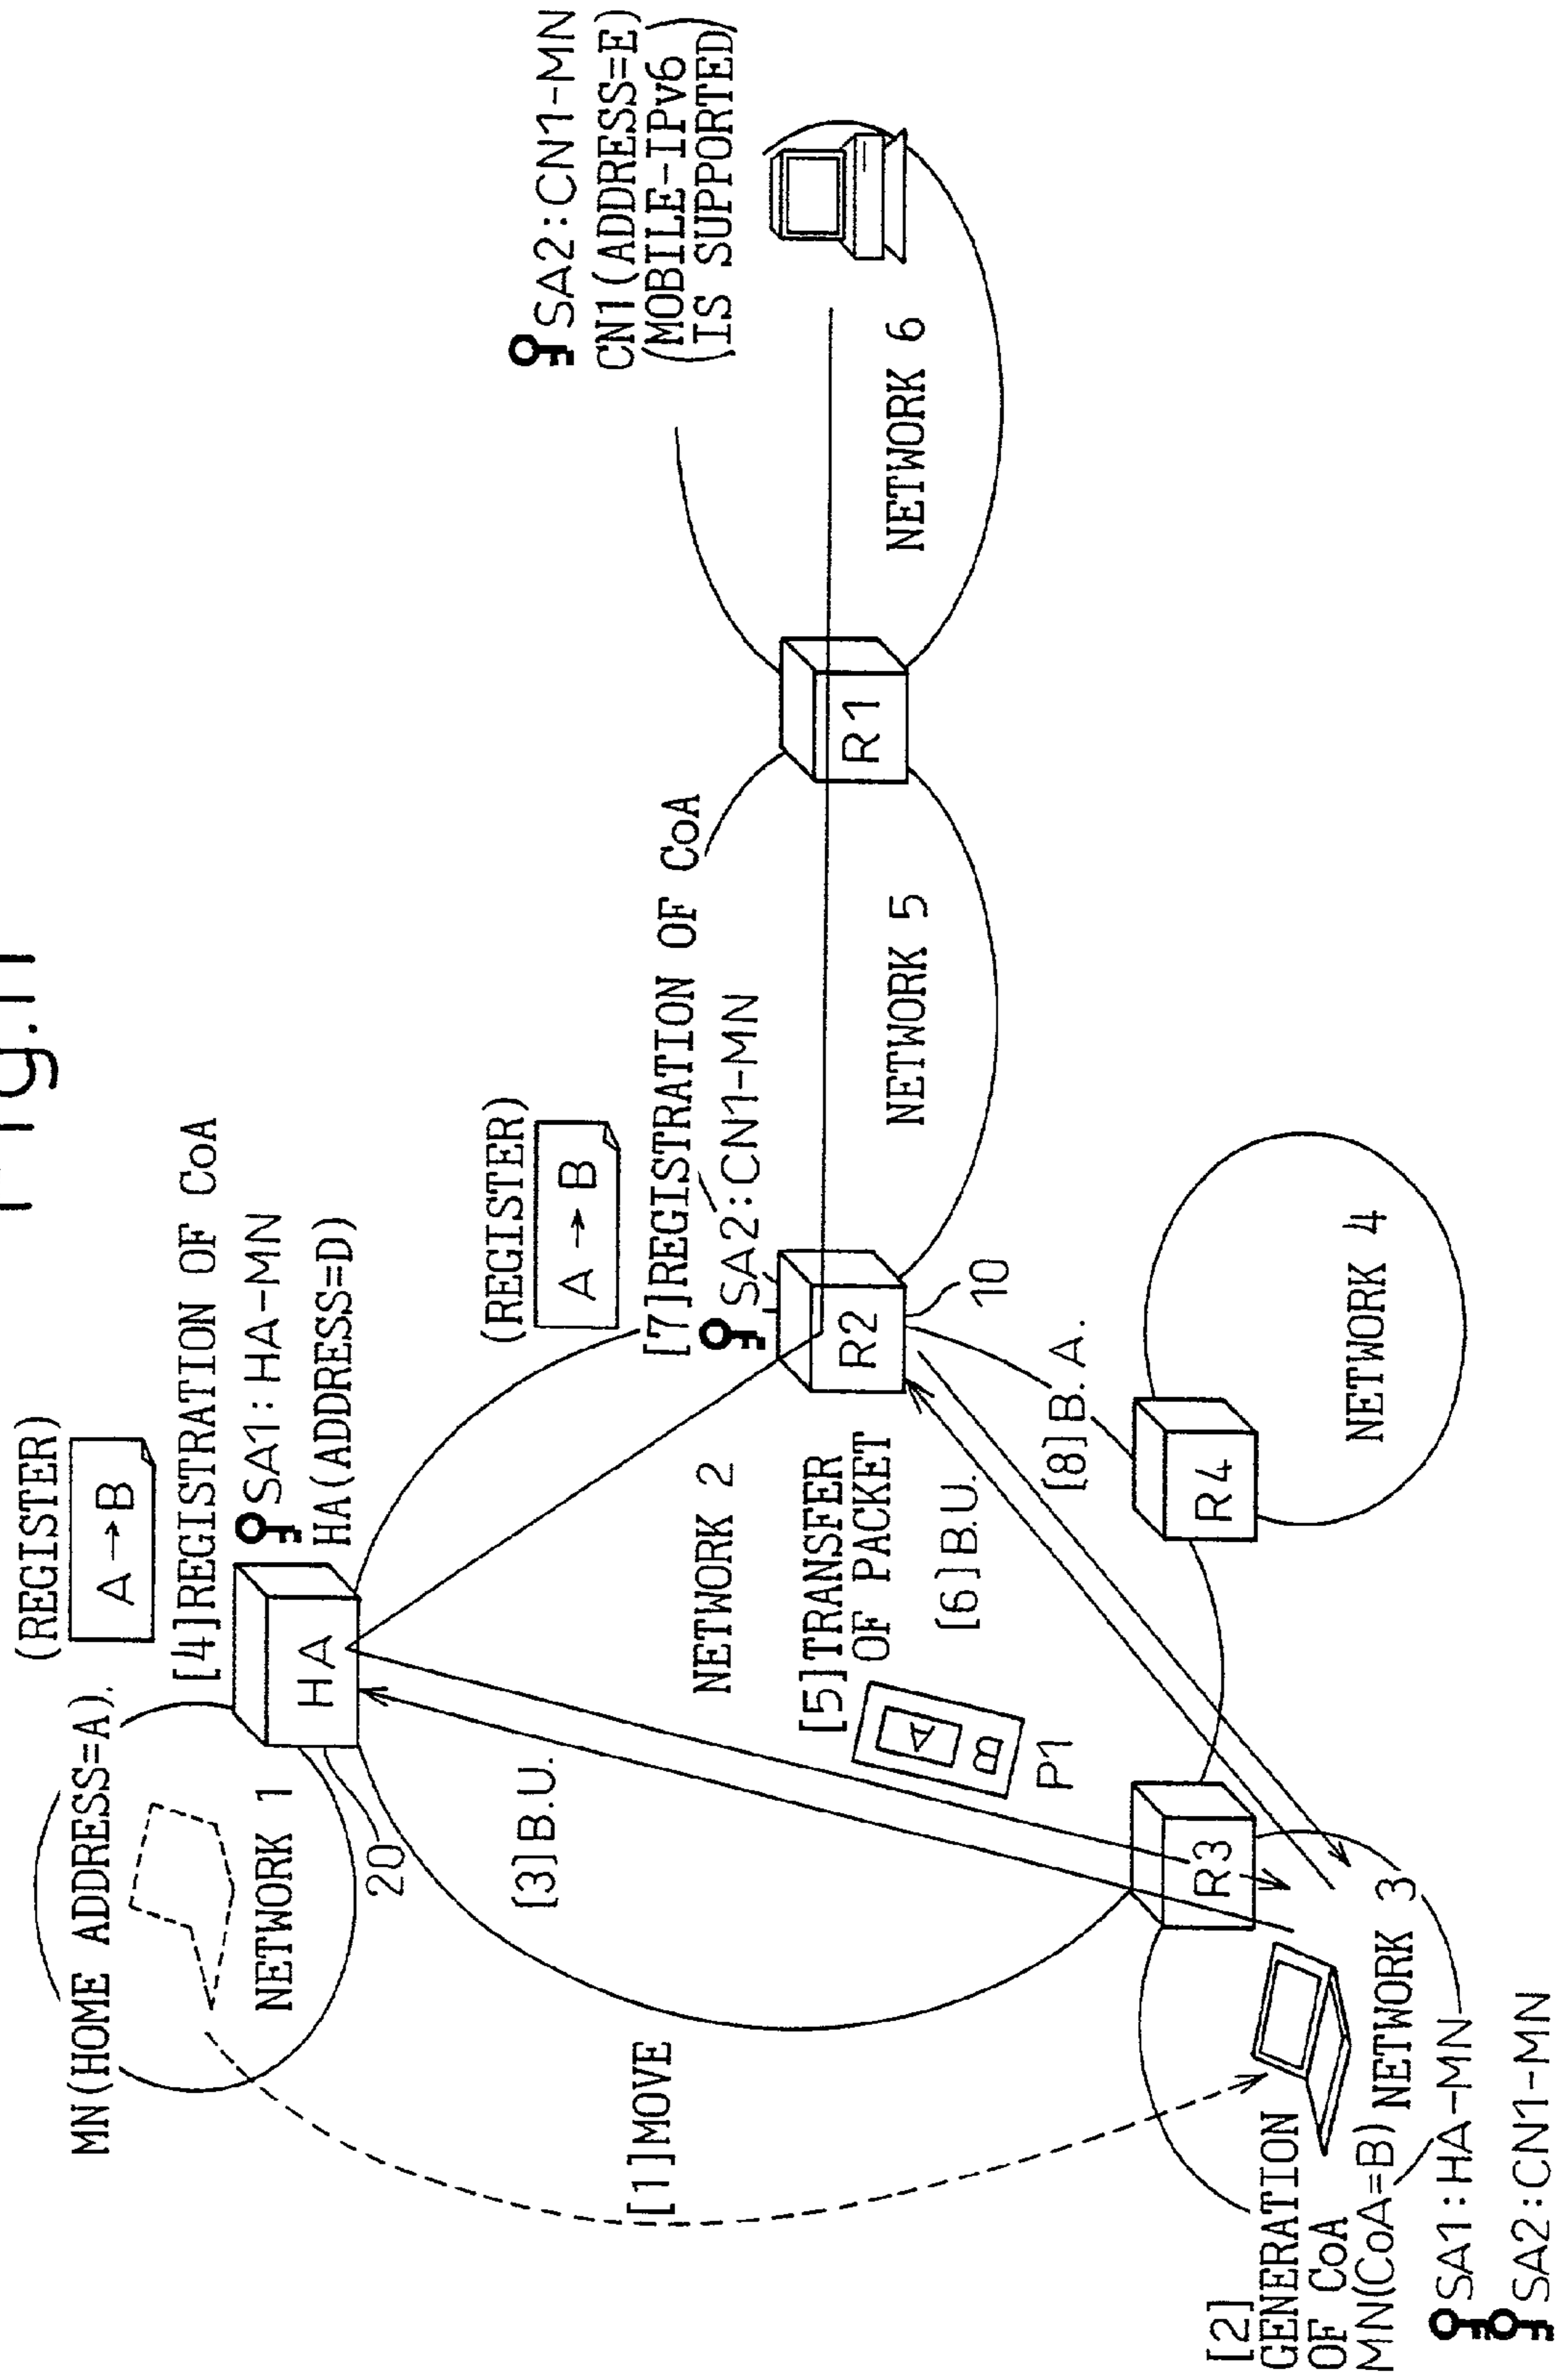 Fig.11
(REGISTER)
A→B
[4]REGISTRATION OF CoA
SA1:HA-MN
HA(ADDRESS=D)
HA
20
MN(HOME ADDRESS=A)
NETWORK 1
[1]MOVE
[3]B.U.
NETWORK 2
[5]TRANSFER
OF PACKET
A
B
P1
[6]B.U.
[8]B.A.
(REGISTER)
A→B
[7]REGISTRATION OF CoA
SA2:CN1-MN
R2
10
NETWORK 5
R1
NETWORK 6
SA2:CN1-MN
CN1(ADDRESS=E)
(MOBILE-IPv6
IS SUPPORTED)
R4
NETWORK 4
R3
NETWORK 3
[2]
GENERATION
OF CoA
MN(CoA=B)
SA1:HA-MN
SA2:CN1-MN